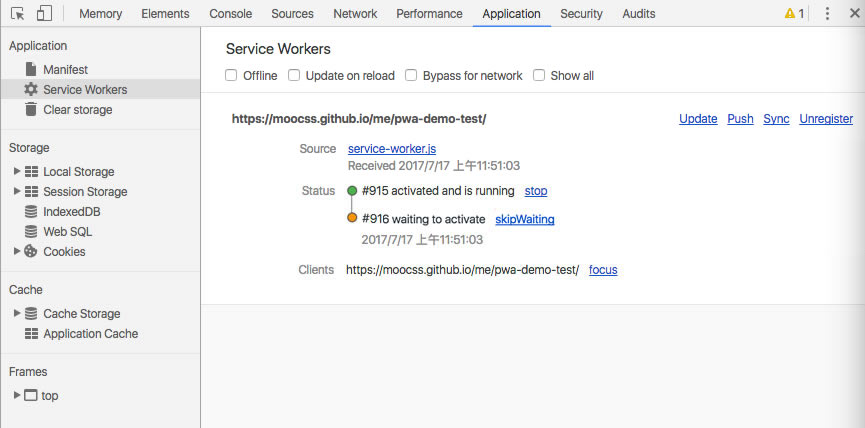 Memory Elements Console Sources Network Performance Application Security Audits 1
Application
Manifest
Service Workers
Clear storage
Storage
Local Storage
Session Storage
IndexedDB
Web SQL
Cookies
Cache
Cache Storage
Application Cache
Frames
top
Service Workers
Offline Update on reload Bypass for network Show all
https://moocss.github.io/me/pwa-demo-test/ Update Push Sync Unregister
Source service-worker.js
Received 2017/7/17 上午11:51:03
Status #915 activated and is running stop
#916 waiting to activate skipWaiting
2017/7/17 上午11:51:03
Clients https://moocss.github.io/me/pwa-demo-test/ focus